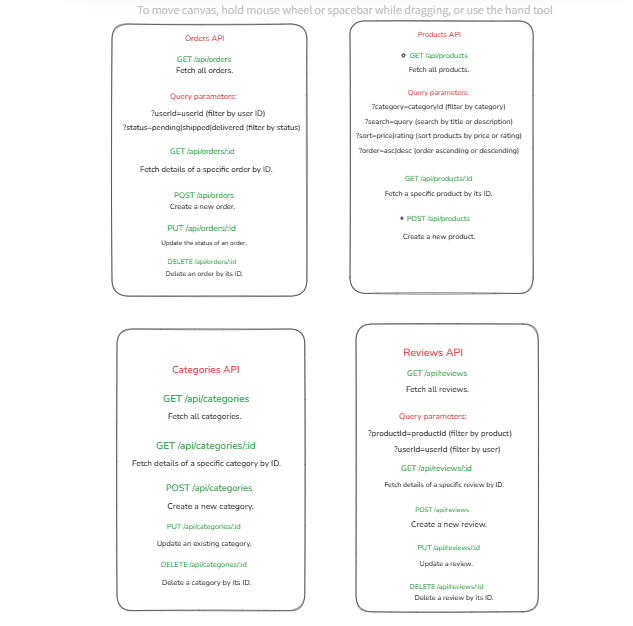 To move canvas, hold mouse wheel or spacebar while dragging, or use the hand tool
Orders API
GET /api/orders
Fetch all orders.
Query parameters:
?userId=userId (filter by user ID)
?status=pending|shipped|delivered (filter by status)
GET /api/orders/:id
Fetch details of a specific order by ID.
POST /api/orders
Create a new order.
PUT /api/orders/:id
Update the status of an order.
DELETE /api/orders/:id
Delete an order by its ID.
Products API
GET /api/products
Fetch all products.
Query parameters:
?category=categoryId (filter by category)
?search=query (search by title or description)
?sort=price|rating (sort products by price or rating)
?order=asc|desc (order ascending or descending)
GET /api/products/:id
Fetch a specific product by its ID.
POST /api/products
Create a new product.
Categories API
GET /api/categories
Fetch all categories.
GET /api/categories/:id
Fetch details of a specific category by ID.
POST /api/categories
Create a new category.
PUT /api/categories/:id
Update an existing category.
DELETE /api/categories/:id
Delete a category by its ID.
Reviews API
GET /api/reviews
Fetch all reviews.
Query parameters:
?productId=productId (filter by product)
?userId=userId (filter by user)
GET /api/reviews/:id
Fetch details of a specific review by ID.
POST /api/reviews
Create a new review.
PUT /api/reviews/:id
Update a review.
DELETE /api/reviews/:id
Delete a review by its ID.